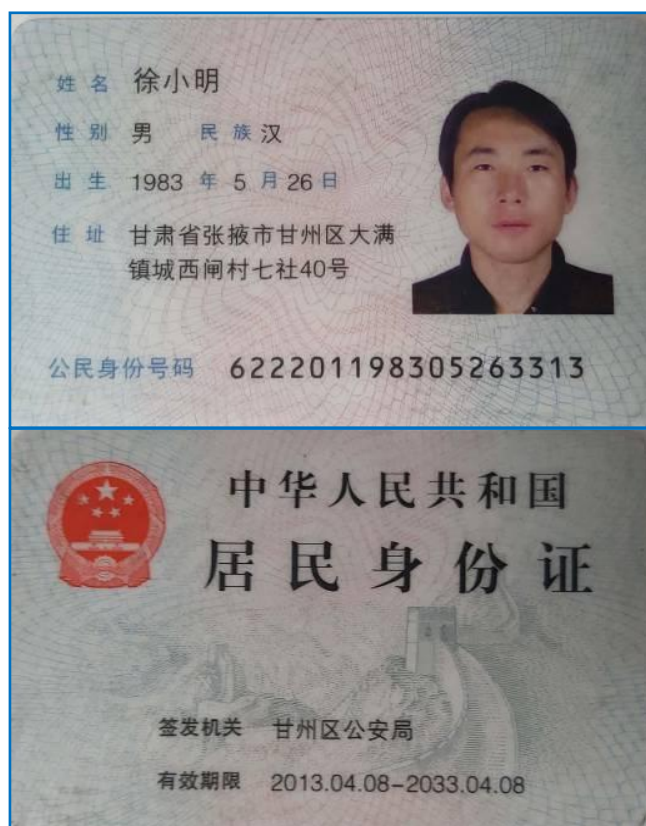 姓名 徐小明
性别 男 民族 汉
出生 1983 年 5 月 26 日
住址 甘肃省张掖市甘州区大满
镇城西闸村七社40号
公民身份号码 622201198305263313
中华人民共和国
居民身份证
签发机关 甘州区公安局
有效期限 2013.04.08-2033.04.08